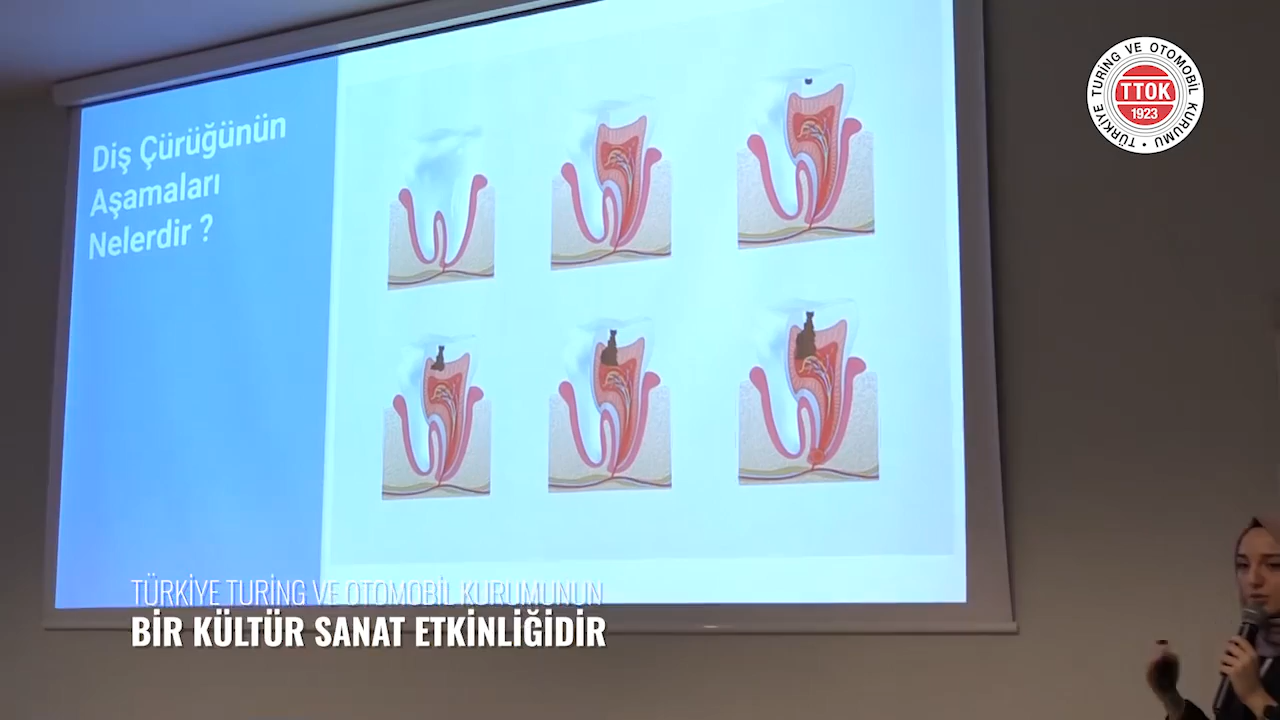 Diş Çürüğünün
Aşamaları
Nelerdir ?
TÜRKİYE TURİNG VE OTOMOBİL KURUMU
TTOK
1923
TÜRKİYE TURİNG VE OTOMOBİL KURUMUNUN
BİR KÜLTÜR SANAT ETKİNLİĞİDİR